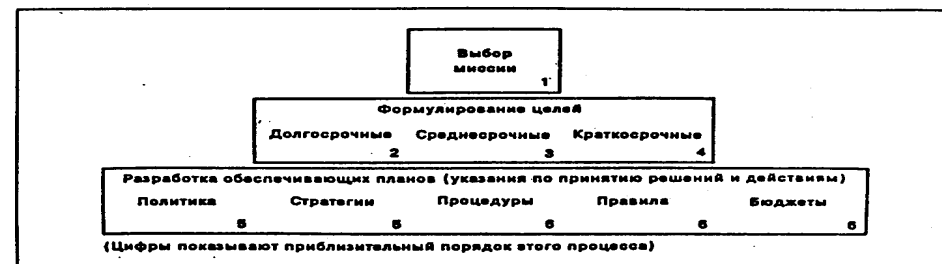 Выбор
миссии
1
Формулирование целей
Долгосрочные Среднесрочные Краткосрочные
2 3 4
Разработка обеспечивающих планов (указания по принятию решений и действиям)
Политика Стратегии Процедуры Правила Бюджеты
5 5 6 6 6
(Цифры показывают приблизительный порядок этого процесса)